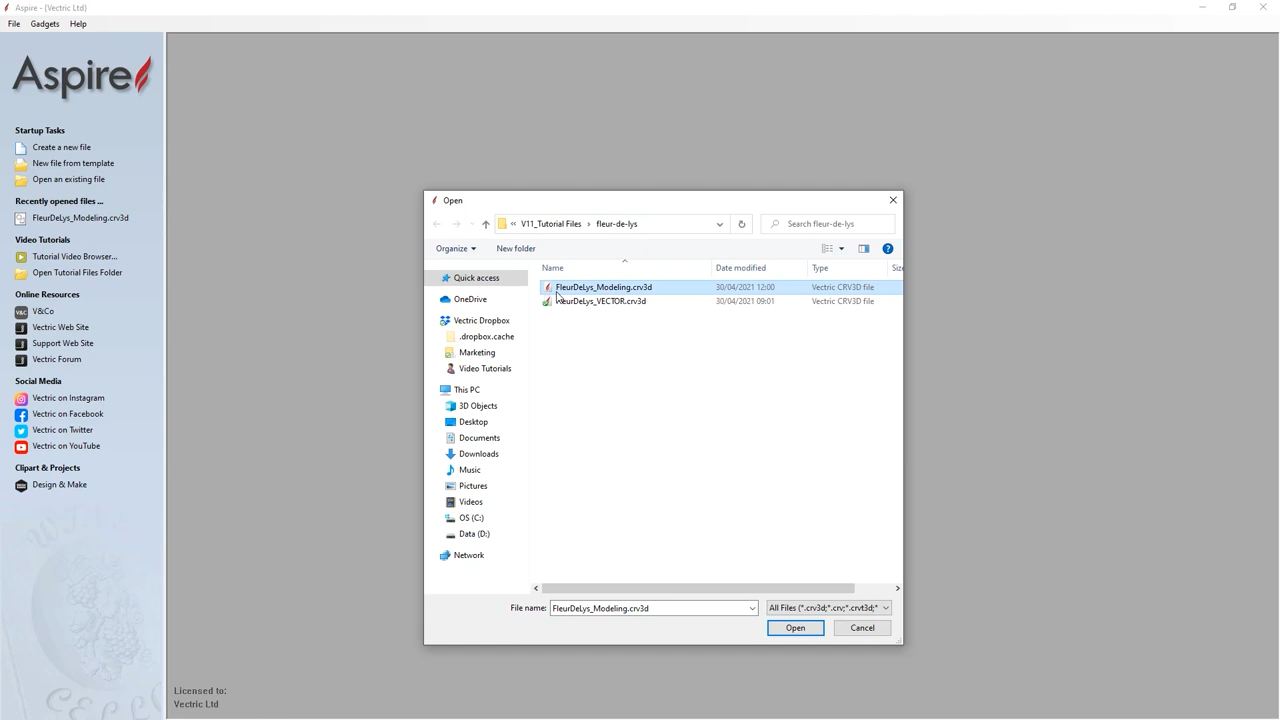 Aspire - [Vectric Ltd]
File Gadgets Help
Aspire
Startup Tasks
Create a new file
New file from template
Open an existing file
Recently opened files ...
FleurDeLys_Modeling.crv3d
Video Tutorials
Tutorial Video Browser...
Open Tutorial Files Folder
Online Resources
V&Co
Vectric Web Site
Support Web Site
Vectric Forum
Social Media
Vectric on Instagram
Vectric on Facebook
Vectric on Twitter
Vectric on YouTube
Clipart & Projects
Design & Make
Licensed to:
Vectric Ltd
Open
« V11_Tutorial Files › fleur-de-lys
Search fleur-de-lys
Organize New folder
Name Date modified Type Size
FleurDeLys_Modeling.crv3d 30/04/2021 12:00 Vectric CRV3D file
FleurDeLys_VECTOR.crv3d 30/04/2021 09:01 Vectric CRV3D file
Quick access
OneDrive
Vectric Dropbox
.dropbox.cache
Marketing
Video Tutorials
This PC
3D Objects
Desktop
Documents
Downloads
Music
Pictures
Videos
OS (C:)
Data (D:)
Network
File name: FleurDeLys_Modeling.crv3d All Files (*.crv3d;*.crv;*.crvt3d;*
Open Cancel